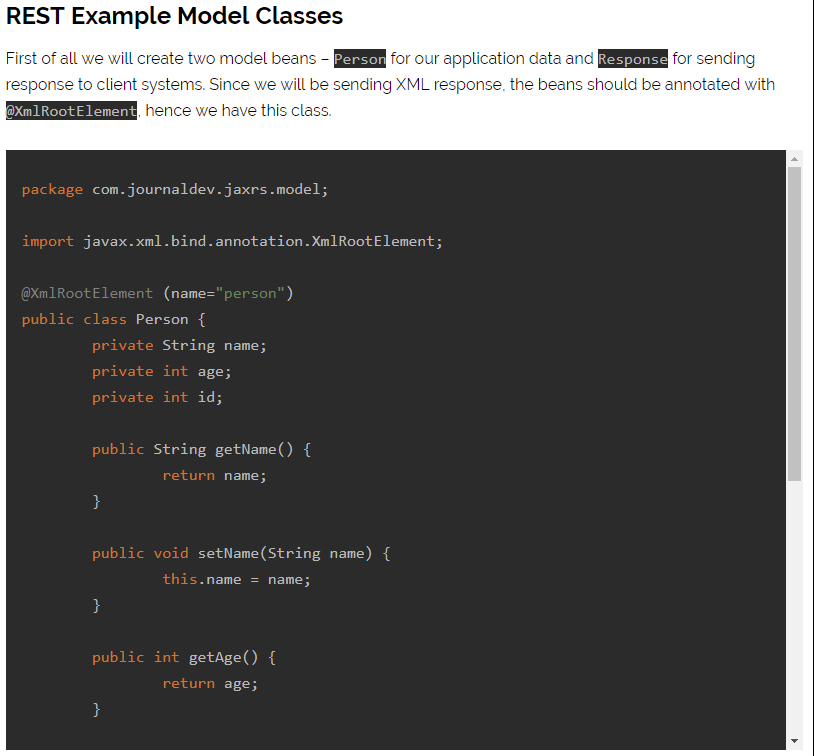 REST Example Model Classes
First of all we will create two model beans – Person for our application data and Response for sending
response to client systems. Since we will be sending XML response, the beans should be annotated with
@XmlRootElement, hence we have this class.
package com.journaldev.jaxrs.model;
import javax.xml.bind.annotation.XmlRootElement;
@XmlRootElement (name="person")
public class Person {
        private String name;
        private int age;
        private int id;
        public String getName() {
                return name;
        }
        public void setName(String name) {
                this.name = name;
        }
        public int getAge() {
                return age;
        }